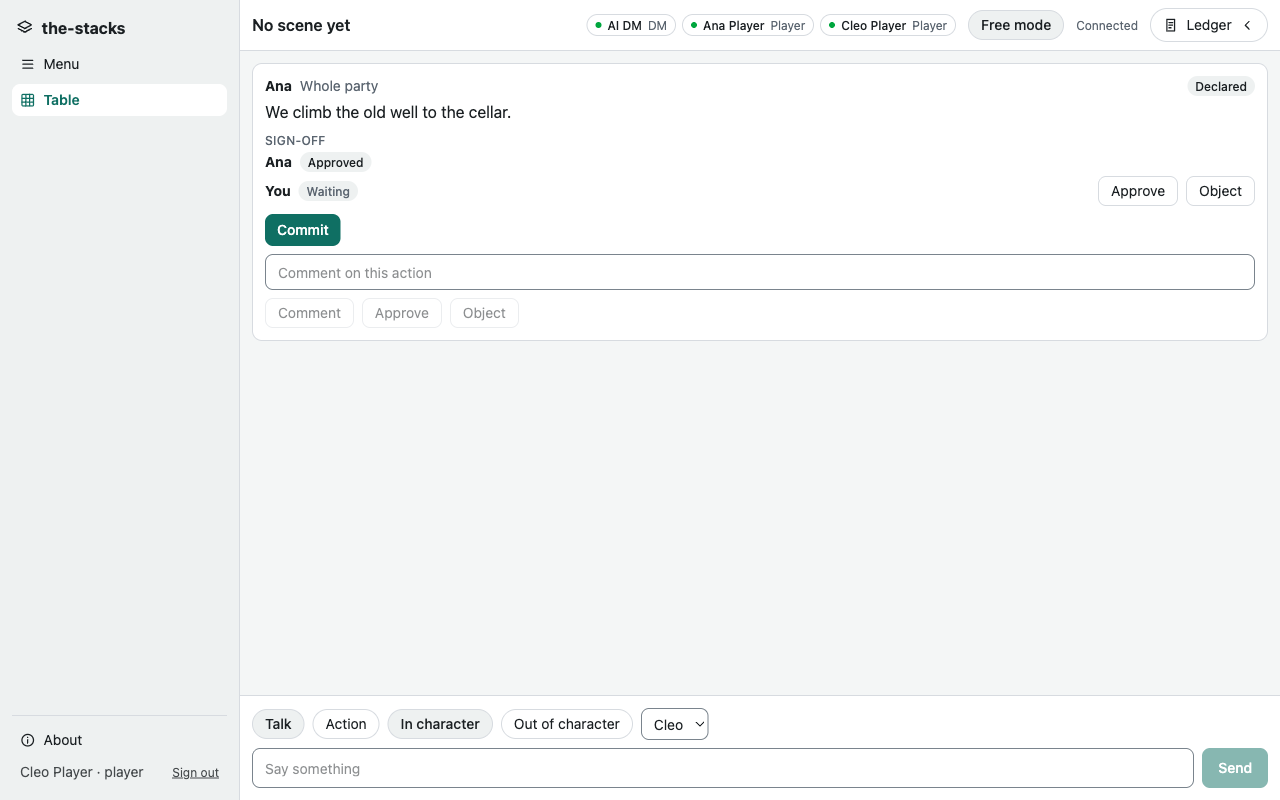 the-stacks
Menu
Table
About
Cleo Player · player Sign out
No scene yet
AI DM DM Ana Player Player Cleo Player Player Free mode Connected Ledger
Ana Whole party Declared
We climb the old well to the cellar.
SIGN-OFF
Ana Approved
You Waiting Approve Object
Commit
Comment on this action
Comment Approve Object
Talk Action In character Out of character Cleo
Say something Send